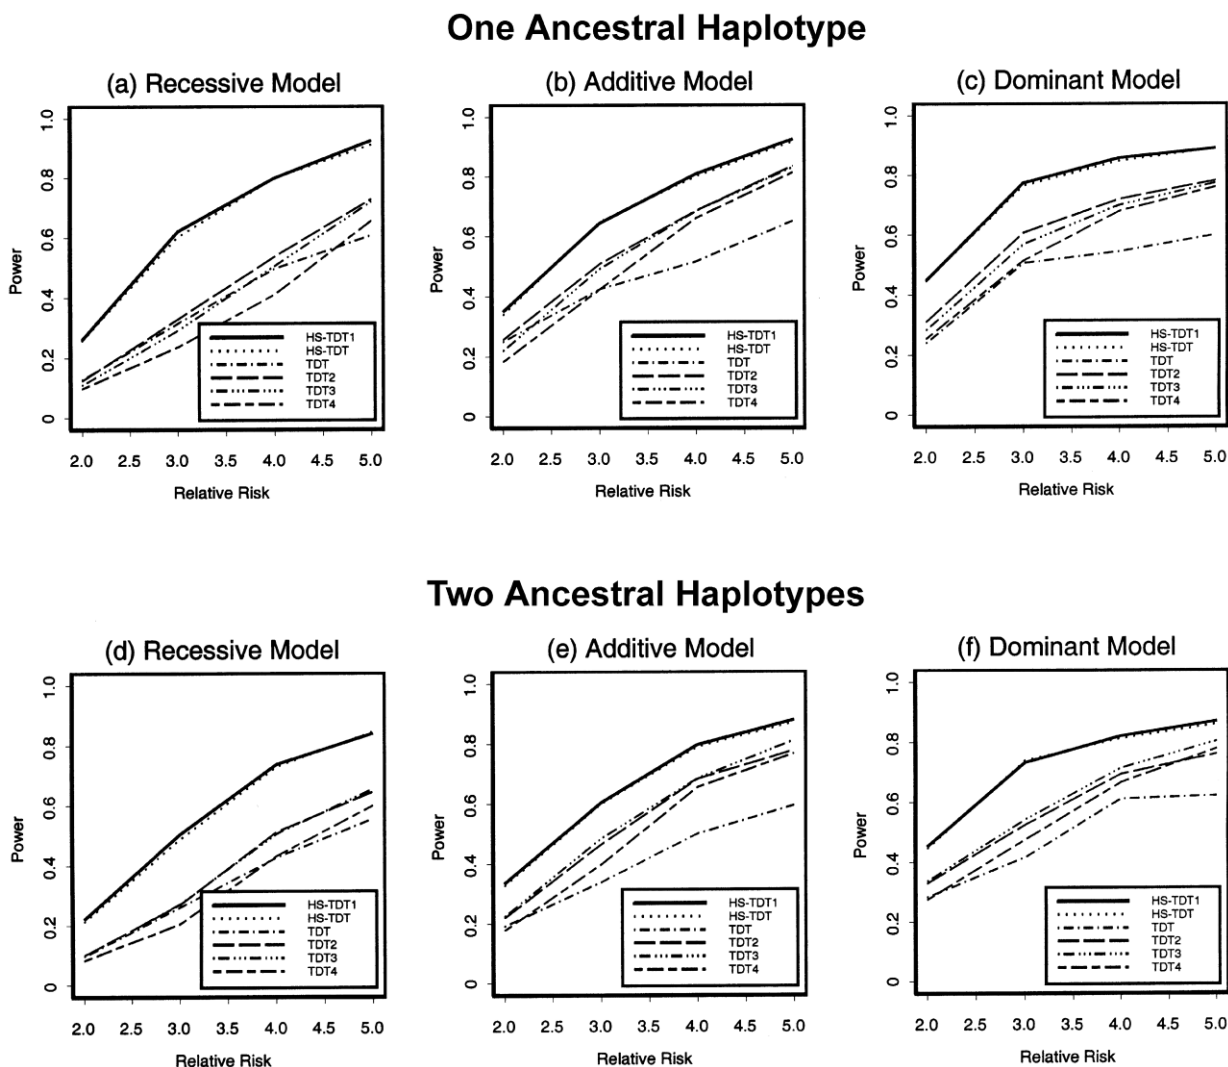 One Ancestral Haplotype
(a) Recessive Model
Power
1.0
0.8
0.6
0.4
0.2
0
HS-TDT1
HS-TDT
TDT
TDT2
TDT3
TDT4
2.0 2.5 3.0 3.5 4.0 4.5 5.0
Relative Risk
(b) Additive Model
Power
1.0
0.8
0.6
0.4
0.2
0
HS-TDT1
HS-TDT
TDT
TDT2
TDT3
TDT4
2.0 2.5 3.0 3.5 4.0 4.5 5.0
Relative Risk
(c) Dominant Model
Power
1.0
0.8
0.6
0.4
0.2
0
HS-TDT1
HS-TDT
TDT
TDT2
TDT3
TDT4
2.0 2.5 3.0 3.5 4.0 4.5 5.0
Relative Risk
Two Ancestral Haplotypes
(d) Recessive Model
Power
1.0
0.8
0.6
0.4
0.2
0
HS-TDT1
HS-TDT
TDT
TDT2
TDT3
TDT4
2.0 2.5 3.0 3.5 4.0 4.5 5.0
Relative Risk
(e) Additive Model
Power
1.0
0.8
0.6
0.4
0.2
0
HS-TDT1
HS-TDT
TDT
TDT2
TDT3
TDT4
2.0 2.5 3.0 3.5 4.0 4.5 5.0
Relative Risk
(f) Dominant Model
Power
1.0
0.8
0.6
0.4
0.2
0
HS-TDT1
HS-TDT
TDT
TDT2
TDT3
TDT4
2.0 2.5 3.0 3.5 4.0 4.5 5.0
Relative Risk